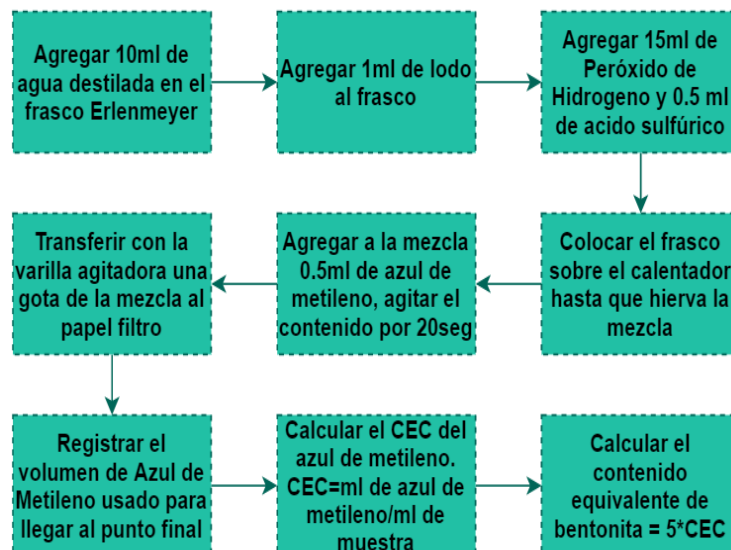 Agregar 10ml de
agua destilada en el
frasco Erlenmeyer
Agregar 1ml de lodo
al frasco
Agregar 15ml de
Peróxido de
Hidrogeno y 0.5 ml
de acido sulfúrico
Colocar el frasco
sobre el calentador
hasta que hierva la
mezcla
Agregar a la mezcla
0.5ml de azul de
metileno, agitar el
contenido por 20seg
Transferir con la
varilla agitadora una
gota de la mezcla al
papel filtro
Registrar el
volumen de Azul de
Metileno usado para
llegar al punto final
Calcular el CEC del
azul de metileno.
CEC=ml de azul de
metileno/ml de
muestra
Calcular el
contenido
equivalente de
bentonita = 5*CEC